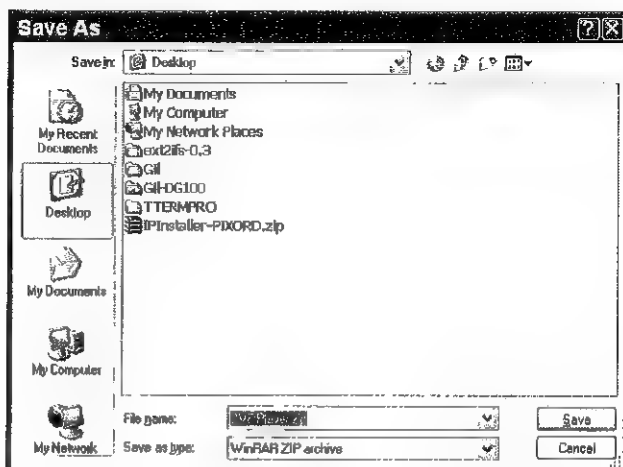 Save As
Save in: Desktop
My Recent Documents
Desktop
My Documents
My Computer
My Network
My Documents
My Computer
My Network Places
ext2ifs-0.3
Gil
Gil-DG100
TTERMPRO
IPInstaller-PIXORD.zip
File name:
Save
Save as type: WinRAR ZIP archive
Cancel